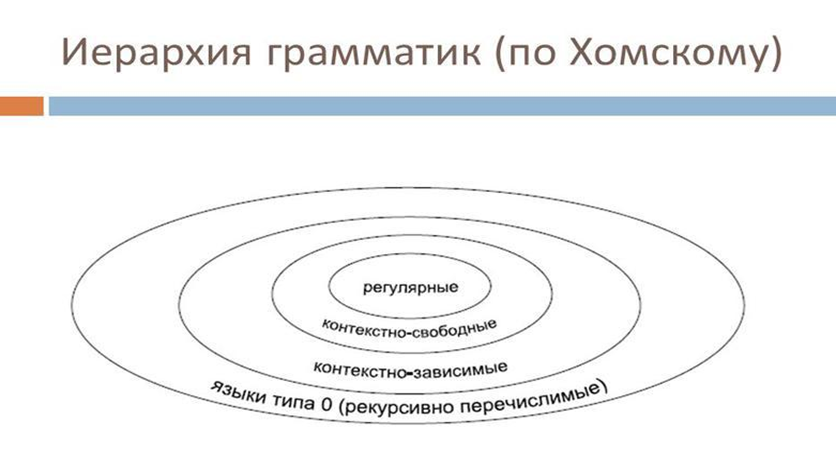 Иерархия грамматик (по Хомскому)
регулярные
контекстно-свободные
контекстно-зависимые
языки типа 0 (рекурсивно перечислимые)